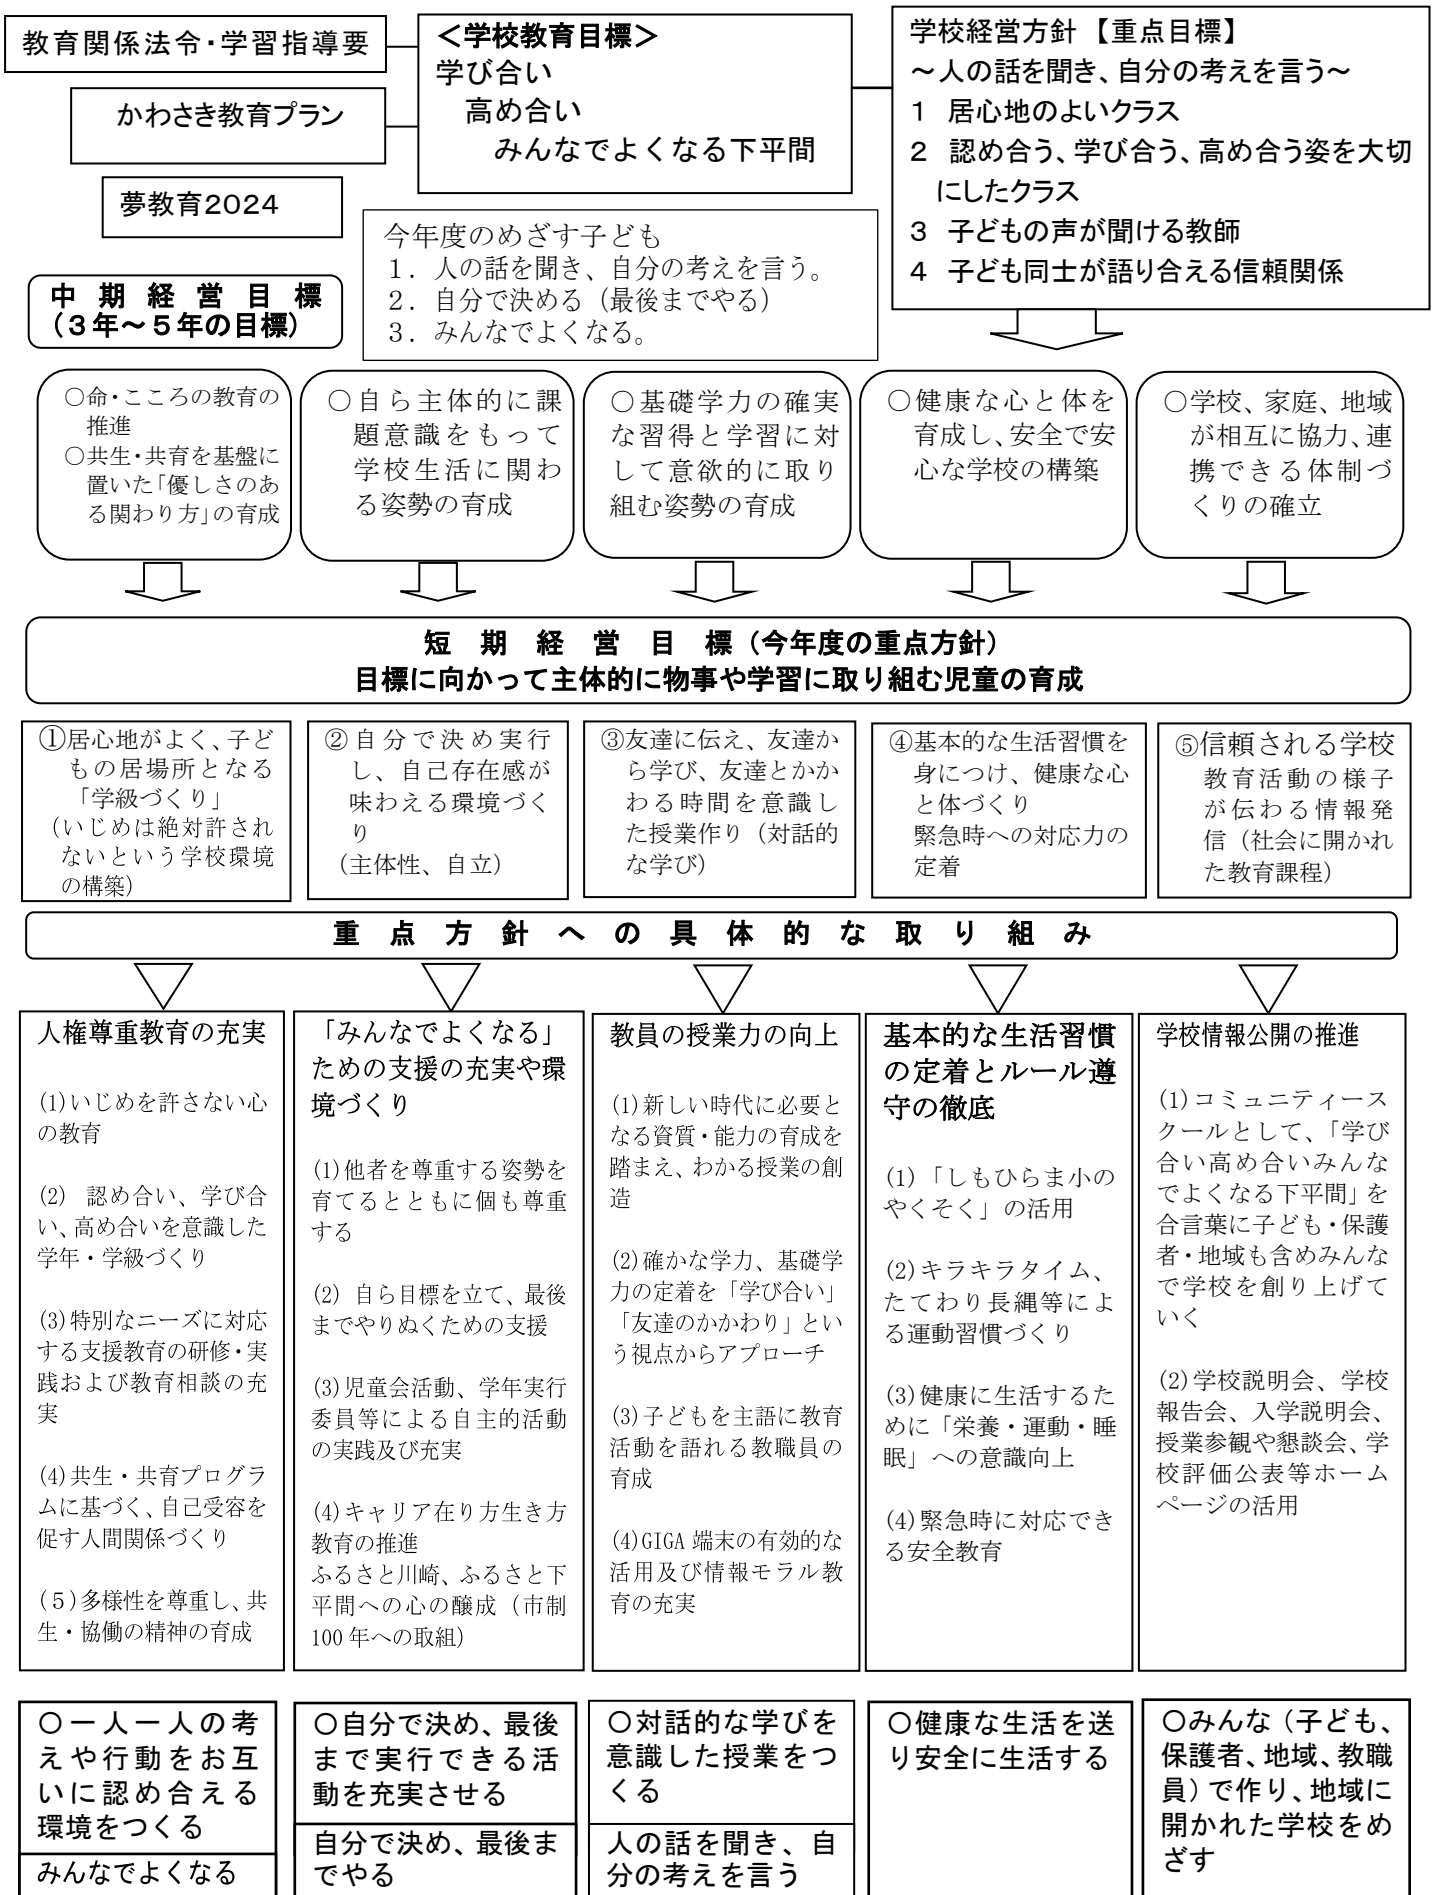 教育関係法令・学習指導要
かわさき教育プラン
夢教育2024
<学校教育目標>
学び合い
高め合い
みんなでよくなる下平間
学校経営方針【重点目標】
~人の話を聞き、自分の考えを言う~
1 居心地のよいクラス
2 認め合う、学び合う、高め合う姿を大切
にしたクラス
3 子どもの声が聞ける教師
4 子ども同士が語り合える信頼関係
今年度のめざす子ども
1.人の話を聞き、自分の考えを言う。
2.自分で決める(最後までやる)
3.みんなでよくなる。
中期経営目標
(3年~5年の目標)
○命・こころの教育の
推進
○共生・共育を基盤に
置いた「優しさのあ
る関わり方」の育成
○自ら主体的に課
題意識をもって
学校生活に関わ
る姿勢の育成
○基礎学力の確実
な習得と学習に対
して意欲的に取り
組む姿勢の育成
○健康な心と体を
育成し、安全で安
心な学校の構築
○学校、家庭、地域
が相互に協力、連
携できる体制づ
くりの確立
短期経営目標(今年度の重点方針)
目標に向かって主体的に物事や学習に取り組む児童の育成
①居心地がよく、子ど
もの居場所となる
「学級づくり」
(いじめは絶対許され
ないという学校環境
の構築)
②自分で決め実行
し、自己存在感が
味わえる環境づく
り
(主体性、自立)
③友達に伝え、友達か
ら学び、友達とかか
わる時間を意識し
た授業作り(対話的
な学び)
④基本的な生活習慣を
身につけ、健康な心
と体づくり
緊急時への対応力の
定着
⑤信頼される学校
教育活動の様子
が伝わる情報発
信(社会に開かれ
た教育課程)
重点方針への具体的な取り組み
人権尊重教育の充実
(1)いじめを許さない心
の教育
(2) 認め合い、学び合
い、高め合いを意識した
学年・学級づくり
(3)特別なニーズに対応
する支援教育の研修・実
践および教育相談の充
実
(4)共生・共育プログラ
ムに基づく、自己受容を
促す人間関係づくり
(5)多様性を尊重し、共
生・協働の精神の育成
「みんなでよくなる」
ための支援の充実や環
境づくり
(1)他者を尊重する姿勢を
育てるとともに個も尊重
する
(2) 自ら目標を立て、最後
までやりぬくための支援
(3)児童会活動、学年実行
委員等による自主的活動
の実践及び充実
(4)キャリア在り方生き方
教育の推進
ふるさと川崎、ふるさと下
平間への心の醸成(市制
100年への取組)
教員の授業力の向上
(1)新しい時代に必要と
なる資質・能力の育成を
踏まえ、わかる授業の創
造
(2)確かな学力、基礎学
力の定着を「学び合い」
「友達のかかわり」とい
う視点からアプローチ
(3)子どもを主語に教育
活動を語れる教職員の
育成
(4)GIGA端末の有効的な
活用及び情報モラル教
育の充実
基本的な生活習慣
の定着とルール遵
守の徹底
(1)「しもひらま小の
やくそく」の活用
(2)キラキラタイム、
たてわり長縄等によ
る運動習慣づくり
(3)健康に生活するた
めに「栄養・運動・睡
眠」への意識向上
(4)緊急時に対応でき
る安全教育
学校情報公開の推進
(1)コミュニティース
クールとして、「学び
合い高め合いみんな
でよくなる下平間」を
合言葉に子ども・保護
者・地域も含めみんな
で学校を創り上げて
いく
(2)学校説明会、学校
報告会、入学説明会、
授業参観や懇談会、学
校評価公表等ホーム
ページの活用
○一人一人の考
えや行動をお互
いに認め合える
環境をつくる
みんなでよくなる
○自分で決め、最後
まで実行できる活
動を充実させる
自分で決め、最後ま
でやる
○対話的な学びを
意識した授業をつ
くる
人の話を聞き、自
分の考えを言う
○健康な生活を送
り安全に生活する
○みんな(子ども、
保護者、地域、教職
員)で作り、地域に
開かれた学校をめ
ざす